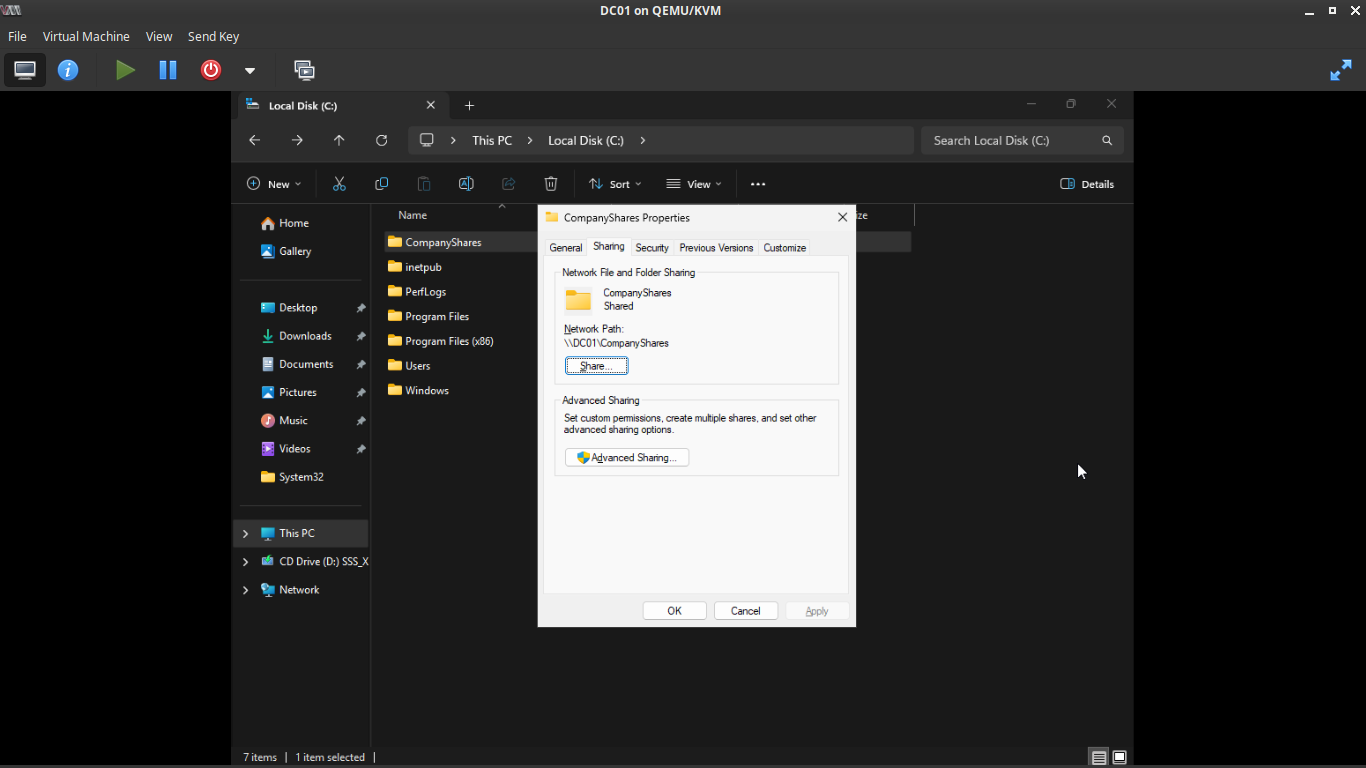 DC01 on QEMU/KVM
File Virtual Machine View Send Key
Local Disk (C:)
This PC Local Disk (C:)
Search Local Disk (C:)
New Sort View Details
Home
Gallery
Desktop
Downloads
Documents
Pictures
Music
Videos
System32
This PC
CD Drive (D:) SSS_X
Network
Name
CompanyShares
inetpub
PerfLogs
Program Files
Program Files (x86)
Users
Windows
CompanyShares Properties
General Sharing Security Previous Versions Customize
Network File and Folder Sharing
CompanyShares
Shared
Network Path:
\\DC01\CompanyShares
Share...
Advanced Sharing
Set custom permissions, create multiple shares, and set other
advanced sharing options.
Advanced Sharing...
OK Cancel Apply
7 items 1 item selected